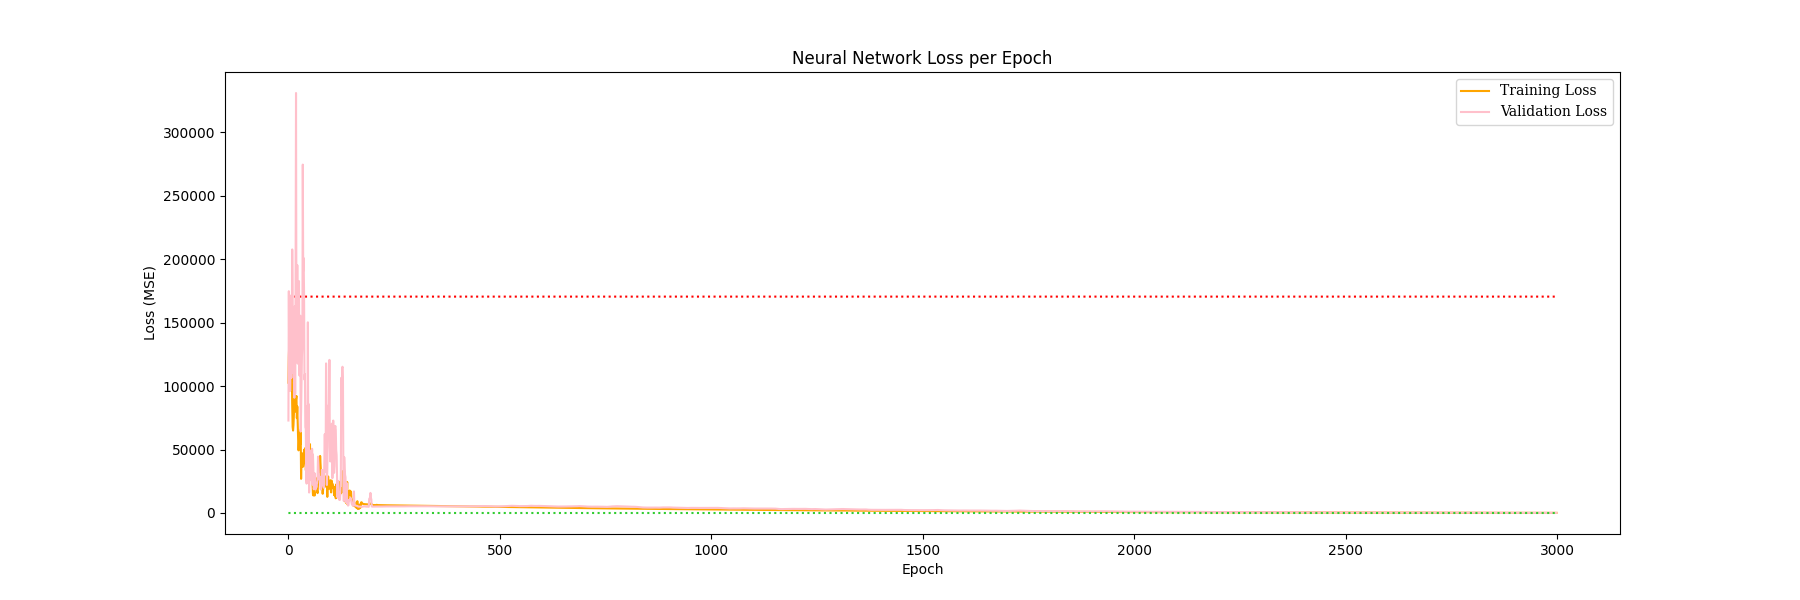 Neural Network Loss per Epoch
Training Loss
Validation Loss
300000
250000
200000
150000
100000
50000
0
Loss (MSE)
0 500 1000 1500 2000 2500 3000
Epoch